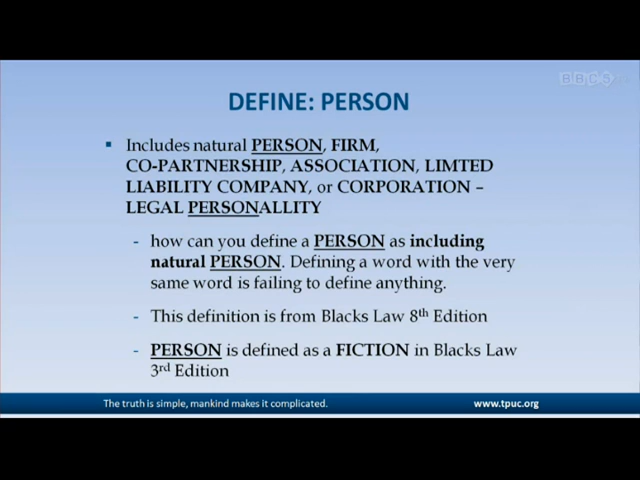 BBC5
DEFINE: PERSON
▪ Includes natural PERSON, FIRM,
CO-PARTNERSHIP, ASSOCIATION, LIMTED
LIABILITY COMPANY, or CORPORATION –
LEGAL PERSONALLITY
- how can you define a PERSON as including
natural PERSON. Defining a word with the very
same word is failing to define anything.
- This definition is from Blacks Law 8th Edition
- PERSON is defined as a FICTION in Blacks Law
3rd Edition
The truth is simple, mankind makes it complicated.
www.tpuc.org